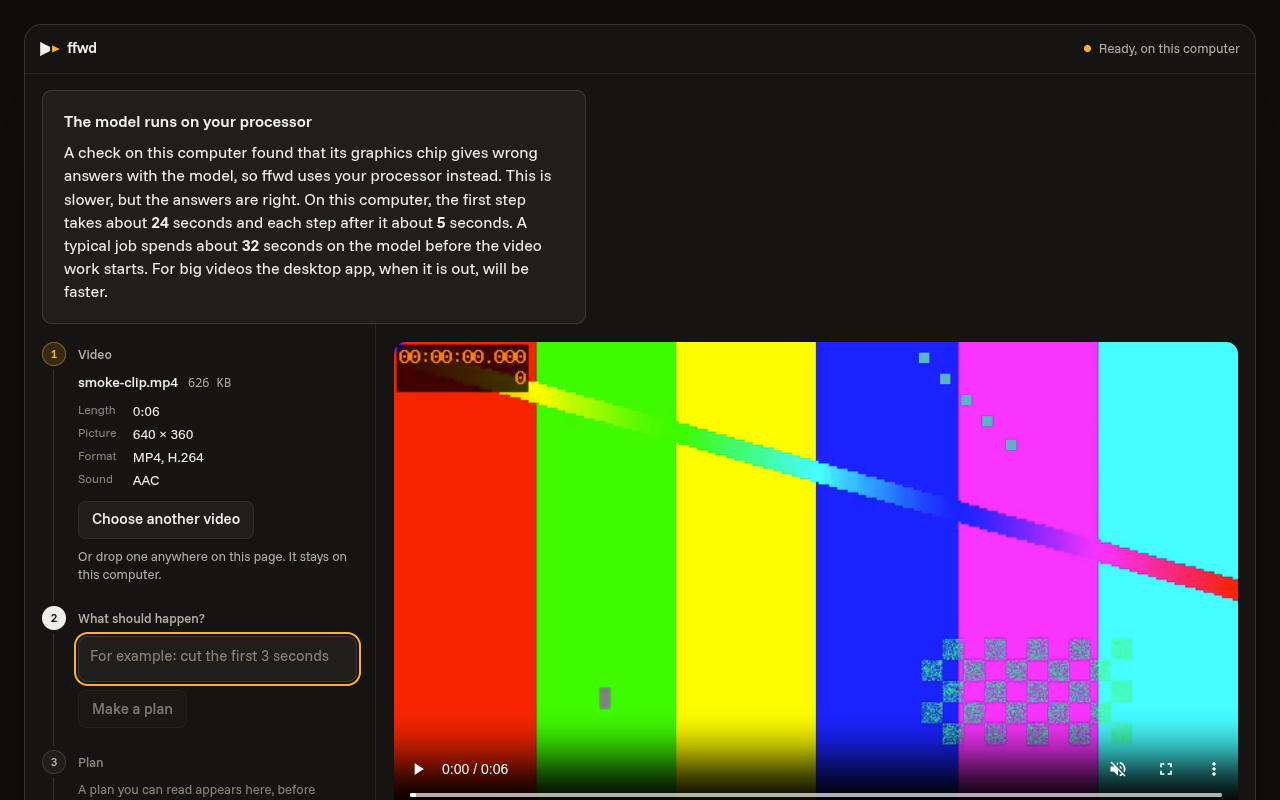 ffwd
Ready, on this computer
The model runs on your processor
A check on this computer found that its graphics chip gives wrong
answers with the model, so ffwd uses your processor instead. This is
slower, but the answers are right. On this computer, the first step
takes about 24 seconds and each step after it about 5 seconds. A
typical job spends about 32 seconds on the model before the video
work starts. For big videos the desktop app, when it is out, will be
faster.
1 Video
smoke-clip.mp4 626 KB
Length 0:06
Picture 640 × 360
Format MP4, H.264
Sound AAC
Choose another video
Or drop one anywhere on this page. It stays on
this computer.
2 What should happen?
For example: cut the first 3 seconds
Make a plan
3 Plan
A plan you can read appears here, before
00:00:00.000
0
0:00 / 0:06